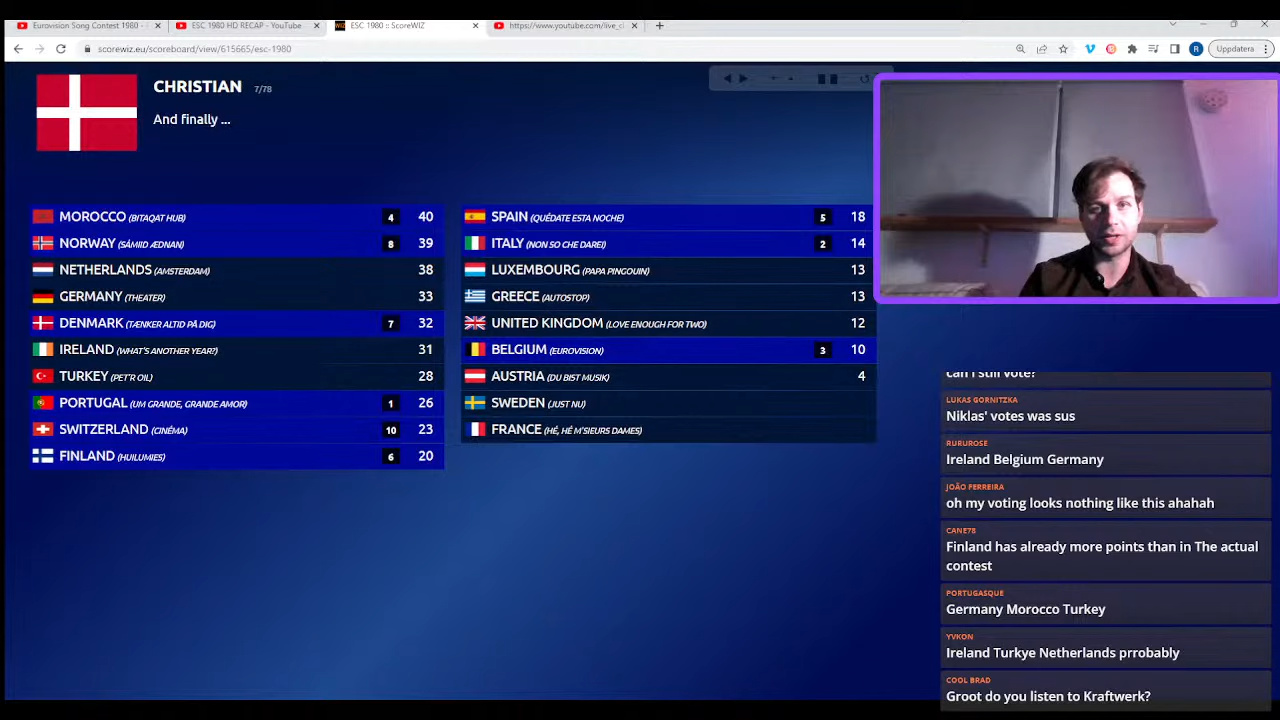 Eurovision Song Contest 1980 -
ESC 1980 HD RECAP - YouTube
ESC 1980 :: ScoreWIZ
https://www.youtube.com/live_cl
scorewiz.eu/scoreboard/view/615665/esc-1980
R
Uppdatera
CHRISTIAN 7/78
And finally ...
MOROCCO (BITAQAT HUB) 4 40
NORWAY (SÁMIID ÆDNAN) 8 39
NETHERLANDS (AMSTERDAM) 38
GERMANY (THEATER) 33
DENMARK (TÆNKER ALTID PÅ DIG) 7 32
IRELAND (WHAT'S ANOTHER YEAR?) 31
TURKEY (PET'R OIL) 28
PORTUGAL (UM GRANDE, GRANDE AMOR) 1 26
SWITZERLAND (CINÉMA) 10 23
FINLAND (HUILUMIES) 6 20
SPAIN (QUÉDATE ESTA NOCHE) 5 18
ITALY (NON SO CHE DAREI) 2 14
LUXEMBOURG (PAPA PINGOUIN) 13
GREECE (AUTOSTOP) 13
UNITED KINGDOM (LOVE ENOUGH FOR TWO) 12
BELGIUM (EUROVISION) 3 10
AUSTRIA (DU BIST MUSIK) 4
SWEDEN (JUST NU)
FRANCE (HÉ, HÉ M'SIEURS DAMES)
can I still vote?
LUKAS GORNITZKA
Niklas' votes was sus
RURUROSE
Ireland Belgium Germany
JOÃO FERREIRA
oh my voting looks nothing like this ahahah
CANE78
Finland has already more points than in The actual
contest
PORTUGASQUE
Germany Morocco Turkey
YVKON
Ireland Turkye Netherlands prrobably
COOL BRAD
Groot do you listen to Kraftwerk?